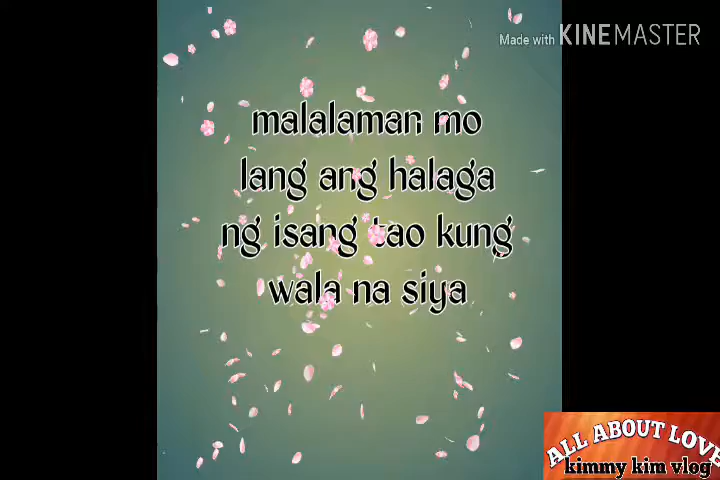 Made with KINEMASTER
malalaman mo
lang ang halaga
ng isang tao kung
wala na siya
ALL ABOUT LOVE
kimmy kim vlog